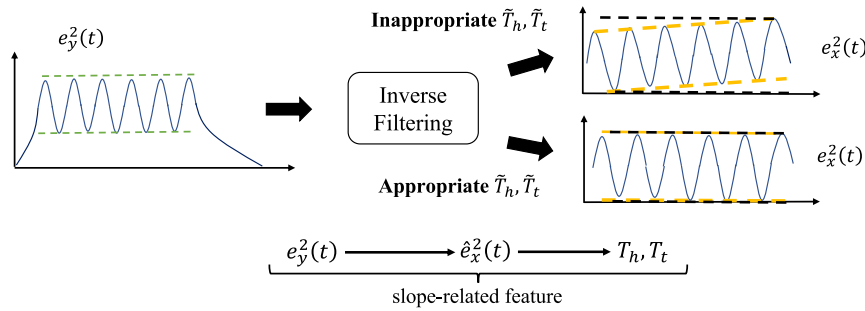 e_y^2(t)
Inappropriate T̃_h, T̃_t
e_x^2(t)
Inverse
Filtering
e_x^2(t)
Appropriate T̃_h, T̃_t
e_y^2(t) ê_x^2(t) T_h, T_t
slope-related feature